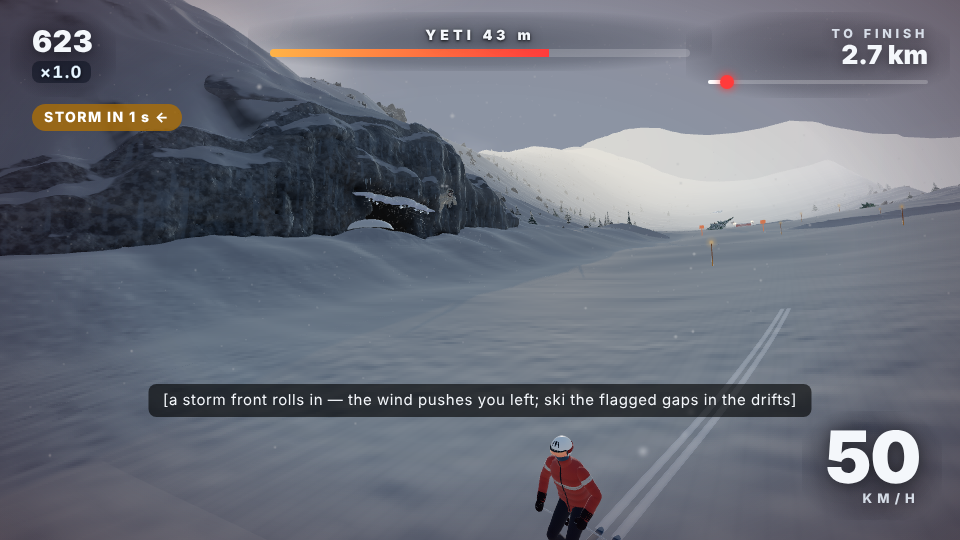 623
×1.0
STORM IN 1 s ←
YETI 43 m
TO FINISH
2.7 km
[a storm front rolls in — the wind pushes you left; ski the flagged gaps in the drifts]
50
KM/H